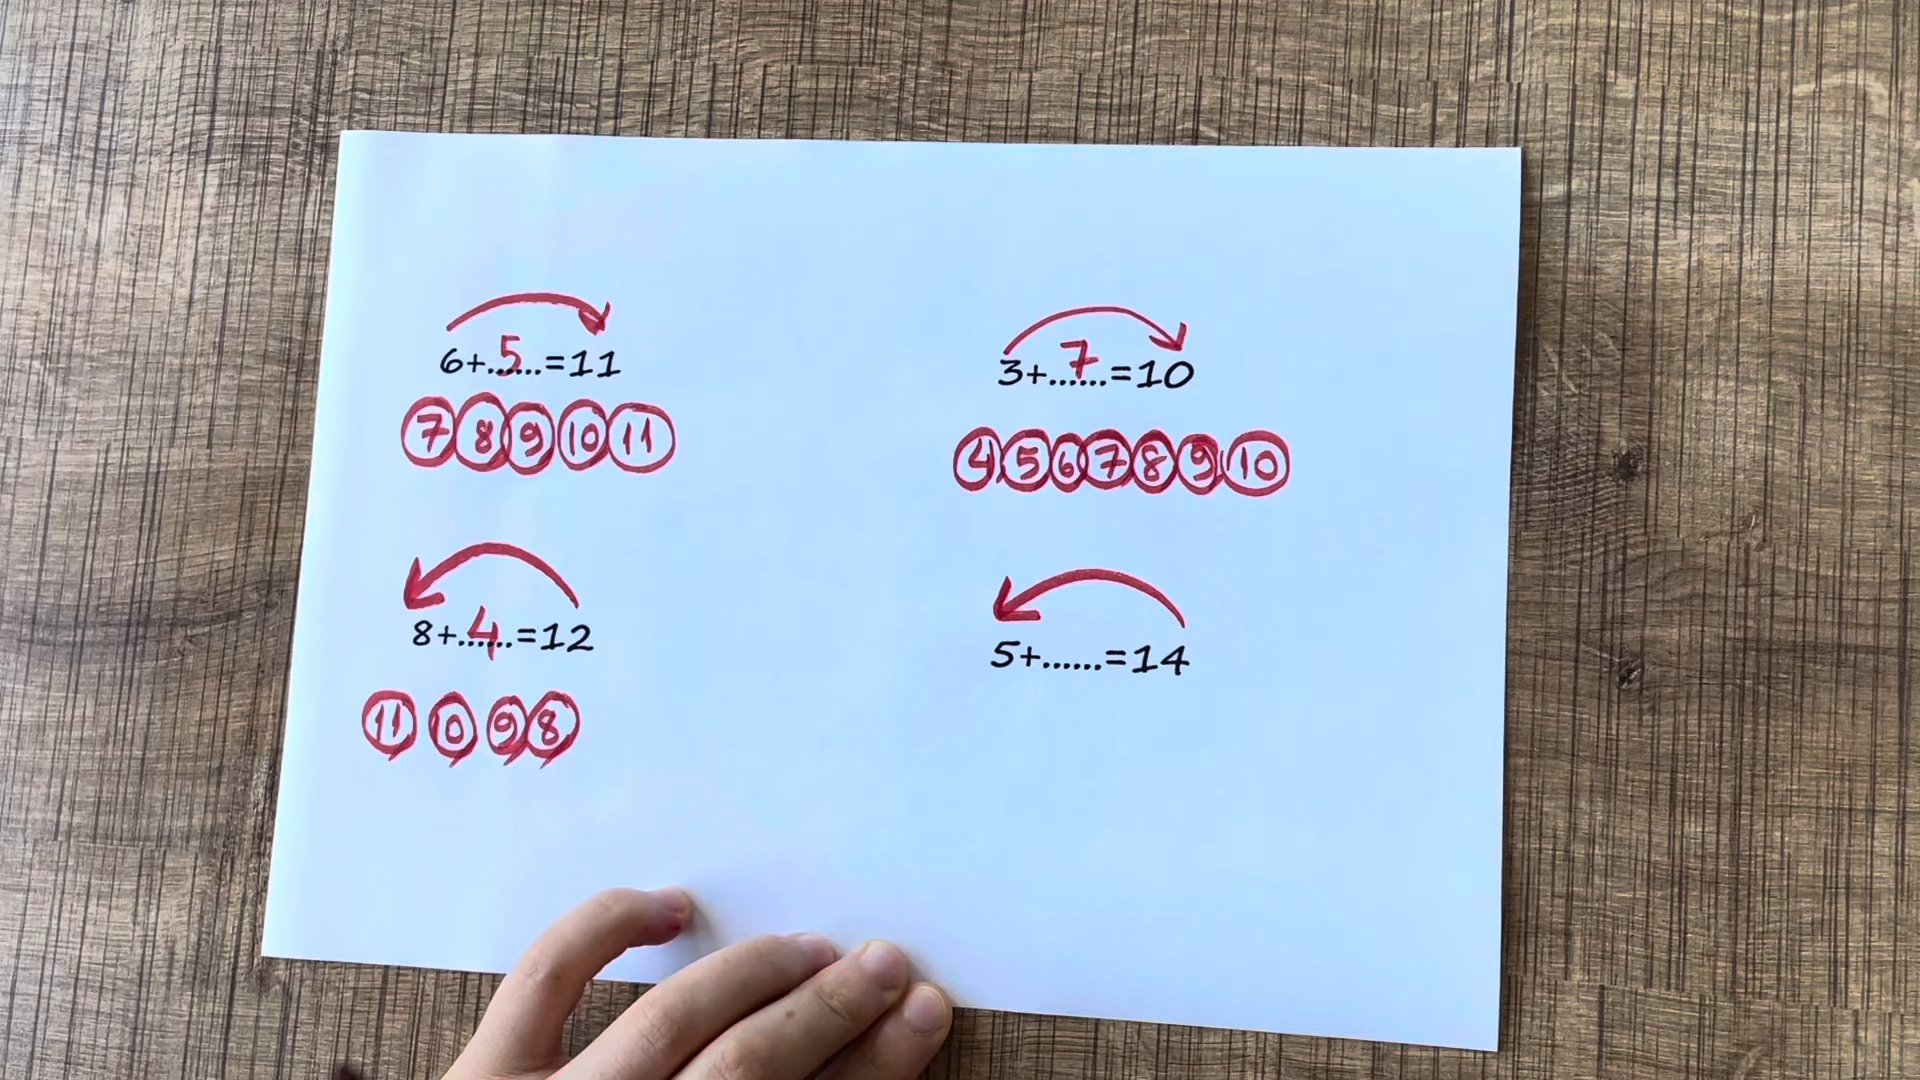 6+..5....=11
7 8 9 10 11
3+...7...=10
4 5 6 7 8 9 10
8+..4....=12
11 10 9 8
5+......=14